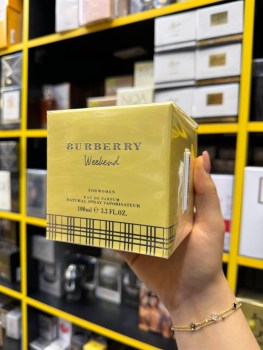 BURBERRY
Weekend
FOR WOMEN
EAU DE PARFUM
NATURAL SPRAY VAPORISATEUR
100ml ℮ 3.3 FL.OZ.